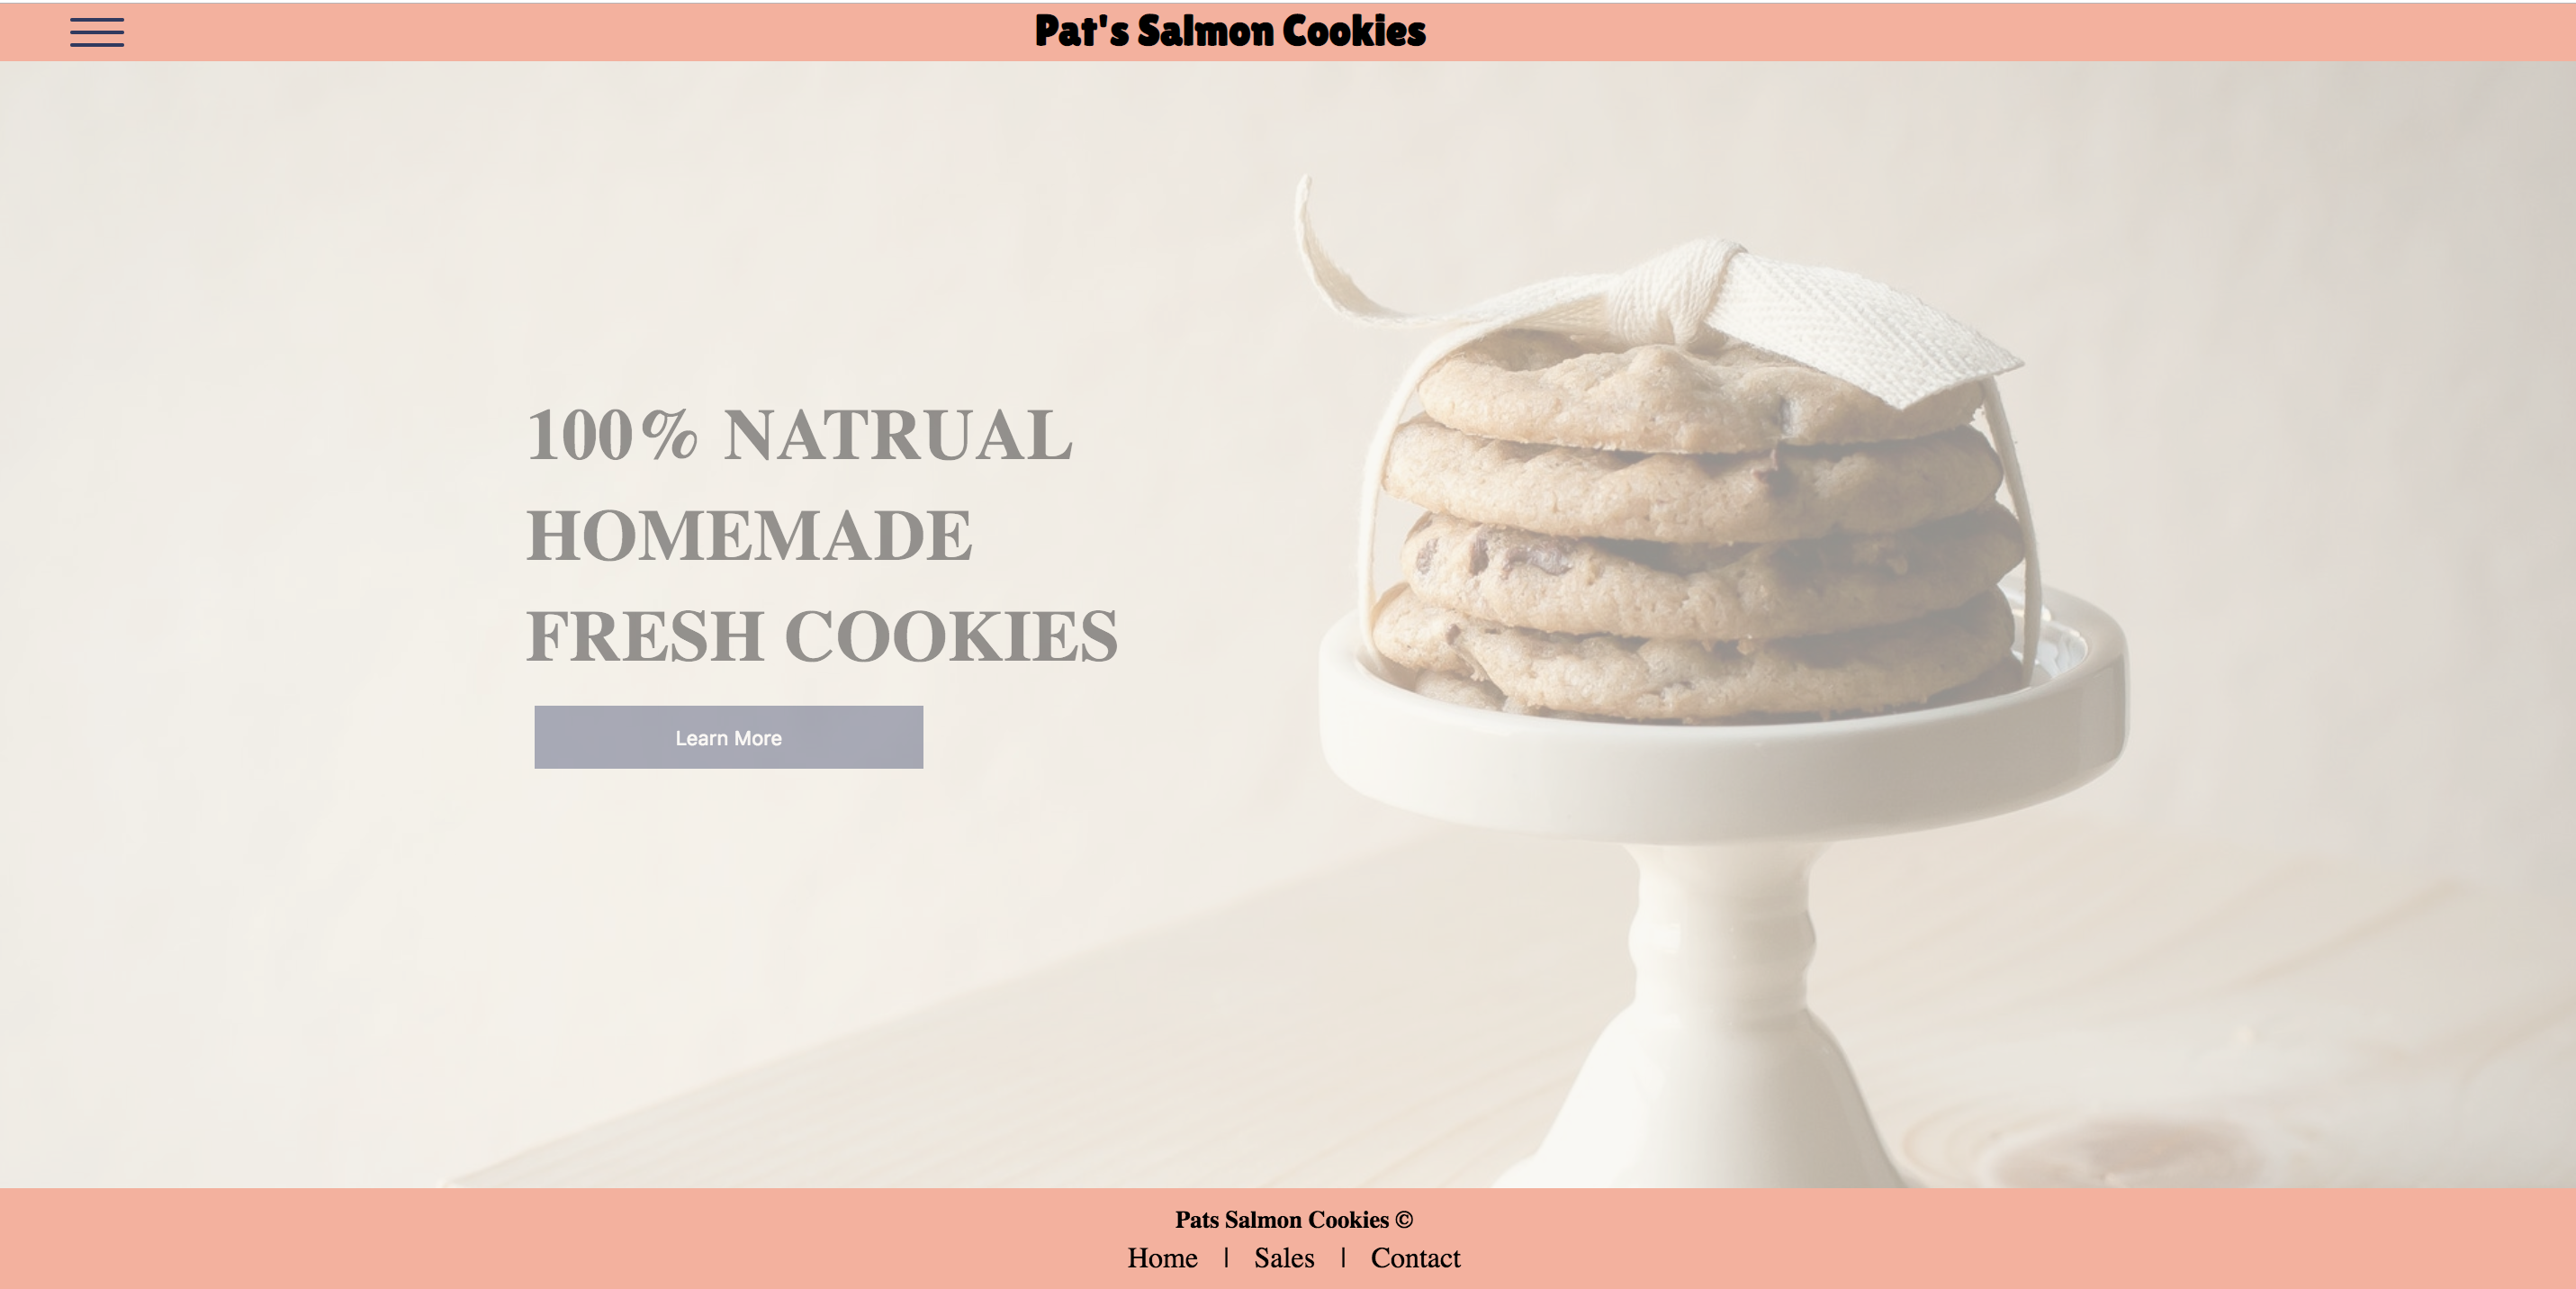 Pat's Salmon Cookies
100% NATRUAL
HOMEMADE
FRESH COOKIES
Learn More
Pats Salmon Cookies ©
Home | Sales | Contact